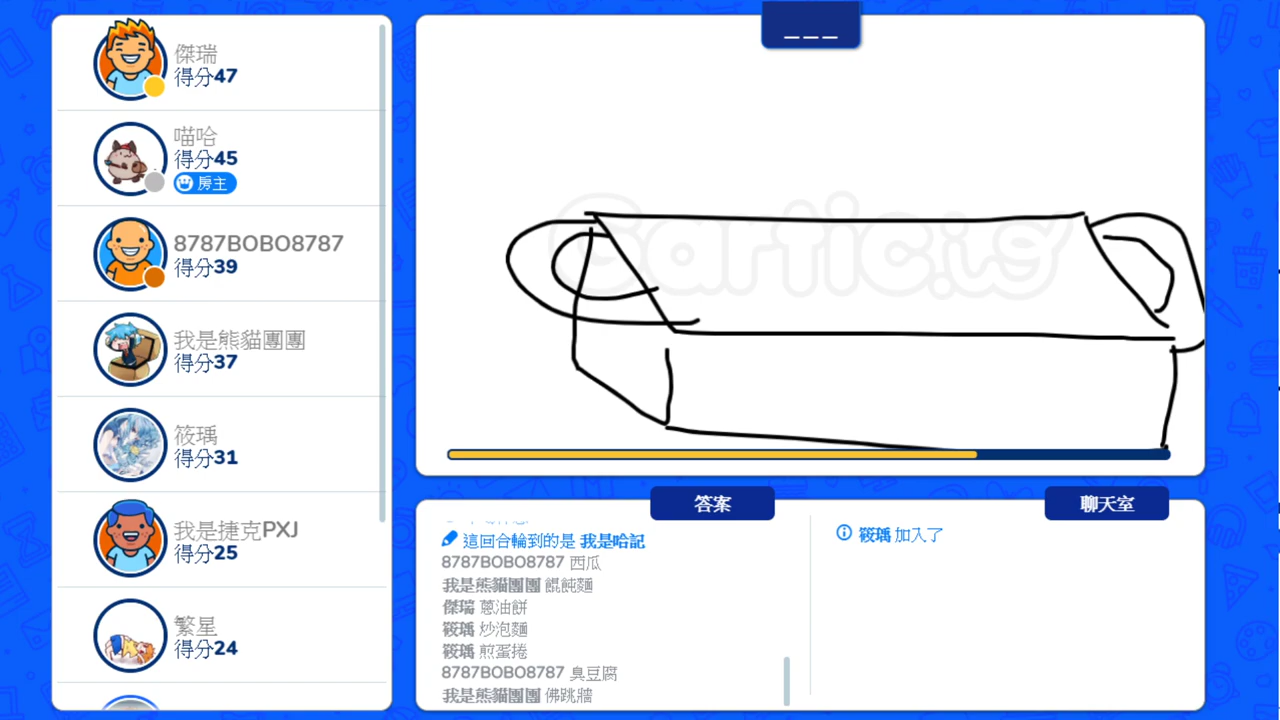 傑瑞
得分47
喵哈
得分45
房主
8787BOBO8787
得分39
我是熊貓團團
得分37
筱瑀
得分31
我是捷克PXJ
得分25
繁星
得分24
_ _ _
Gartic.io
答案
這回合輪到的是 我是哈記
8787BOBO8787 西瓜
我是熊貓團團 餛飩麵
傑瑞 蔥油餅
筱瑀 炒泡麵
筱瑀 煎蛋捲
8787BOBO8787 臭豆腐
我是熊貓團團 佛跳牆
聊天室
筱瑀 加入了